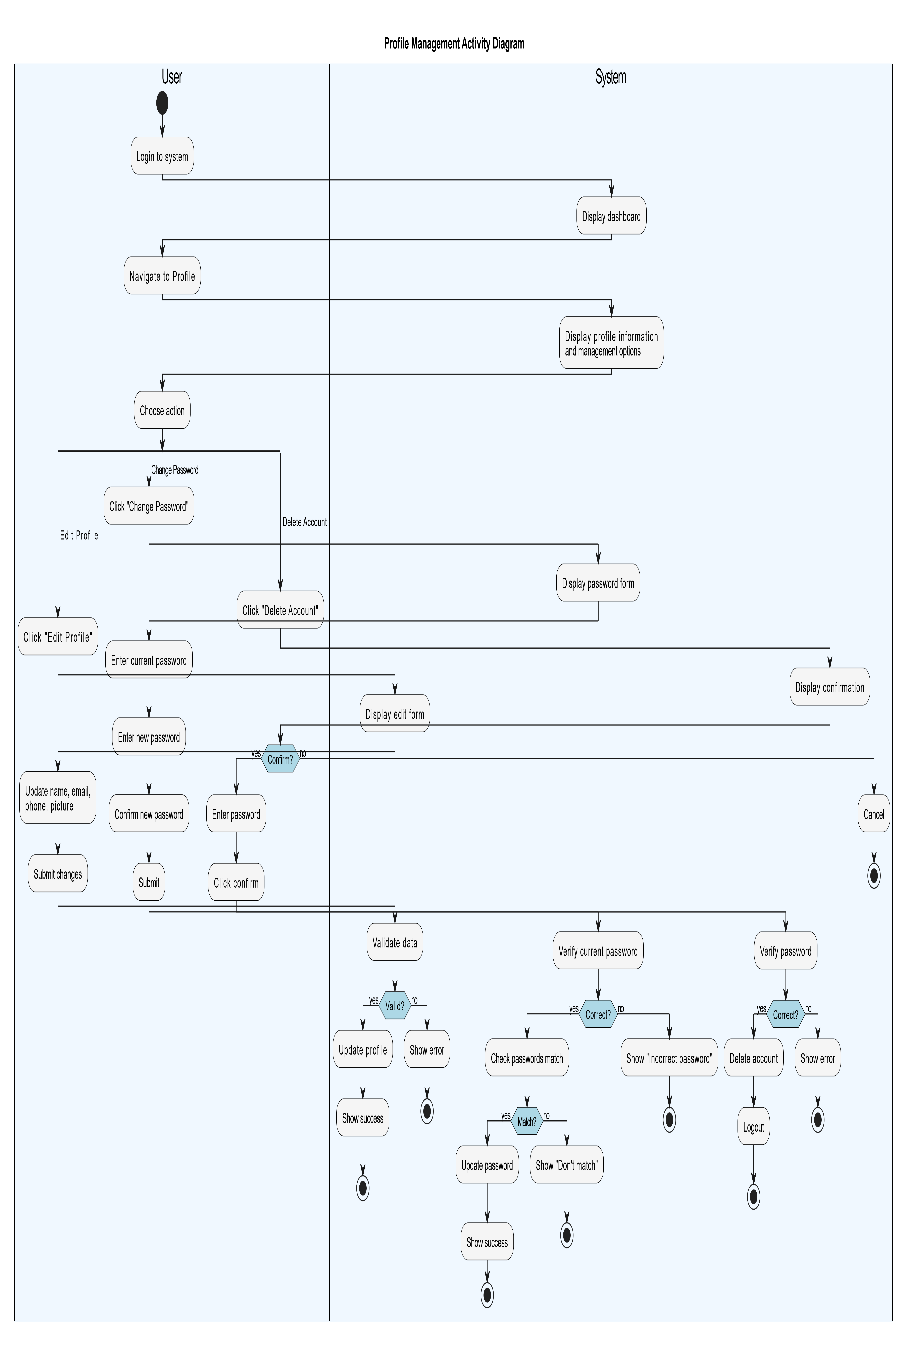 Profile Management Activity Diagram
User
System
Login to system
Display dashboard
Navigate to Profile
Display profile information
and management options
Choose action
Change Password
Click "Change Password"
Delete Account
Edit Profile
Display password form
Click "Delete Account"
Click "Edit Profile"
Enter current password
Display confirmation
Display edit form
Enter new password
yes
Confirm?
no
Update name, email,
phone, picture
Confirm new password
Enter password
Cancel
Submit changes
Submit
Click confirm
Validate data
Verify current password
Verify password
yes
Valid?
no
yes
Correct?
no
yes
Correct?
no
Update profile
Show error
Check passwords match
Show "Incorrect password"
Delete account
Show error
Show success
yes
Match?
no
Logout
Update password
Show "Don't match"
Show success